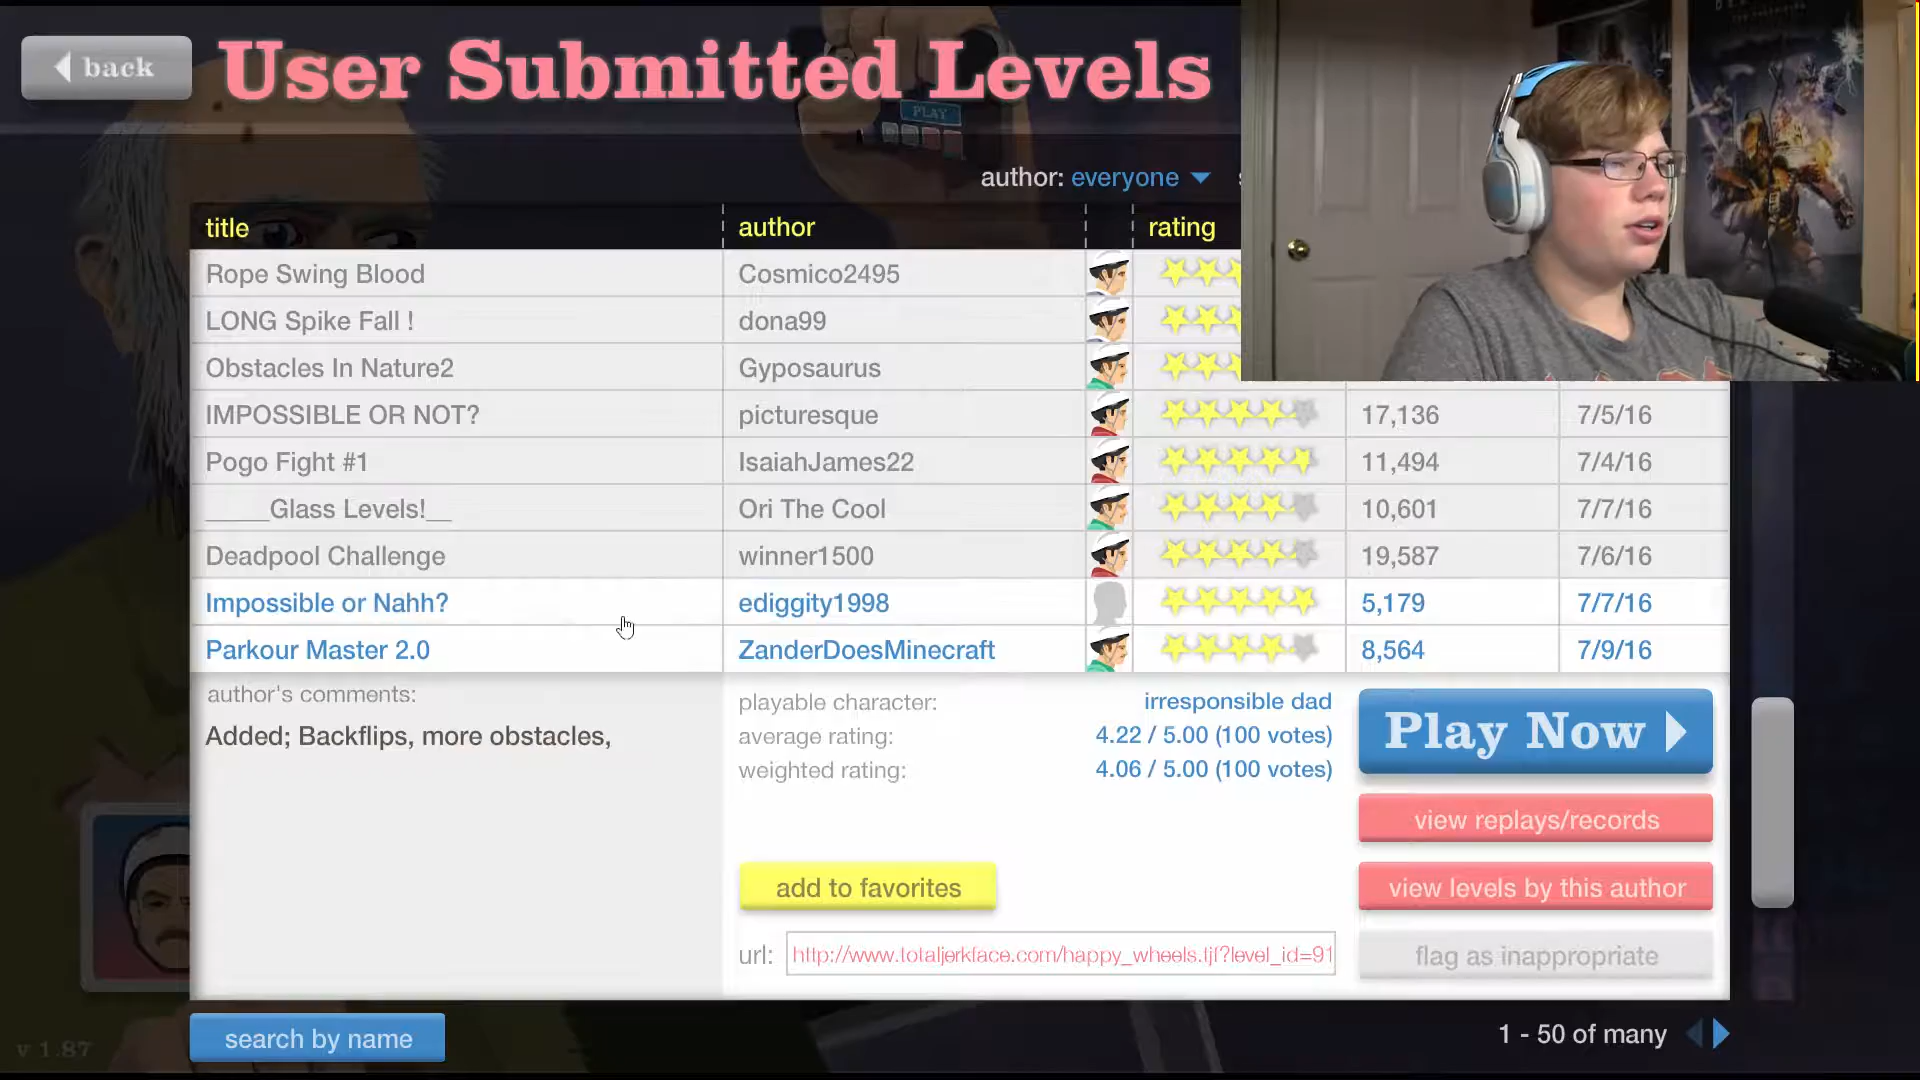 back
User Submitted Levels
PLAY
author: everyone
title author rating
Rope Swing Blood Cosmico2495
LONG Spike Fall ! dona99
Obstacles In Nature2 Gyposaurus
IMPOSSIBLE OR NOT? picturesque 17,136 7/5/16
Pogo Fight #1 IsaiahJames22 11,494 7/4/16
_____Glass Levels!__ Ori The Cool 10,601 7/7/16
Deadpool Challenge winner1500 19,587 7/6/16
Impossible or Nahh? ediggity1998 5,179 7/7/16
Parkour Master 2.0 ZanderDoesMinecraft 8,564 7/9/16
author's comments:
Added; Backflips, more obstacles,
playable character: irresponsible dad
average rating: 4.22 / 5.00 (100 votes)
weighted rating: 4.06 / 5.00 (100 votes)
Play Now
view replays/records
add to favorites
view levels by this author
url: http://www.totaljerkface.com/happy_wheels.tjf?level_id=91
flag as inappropriate
search by name
1 - 50 of many
v 1.87